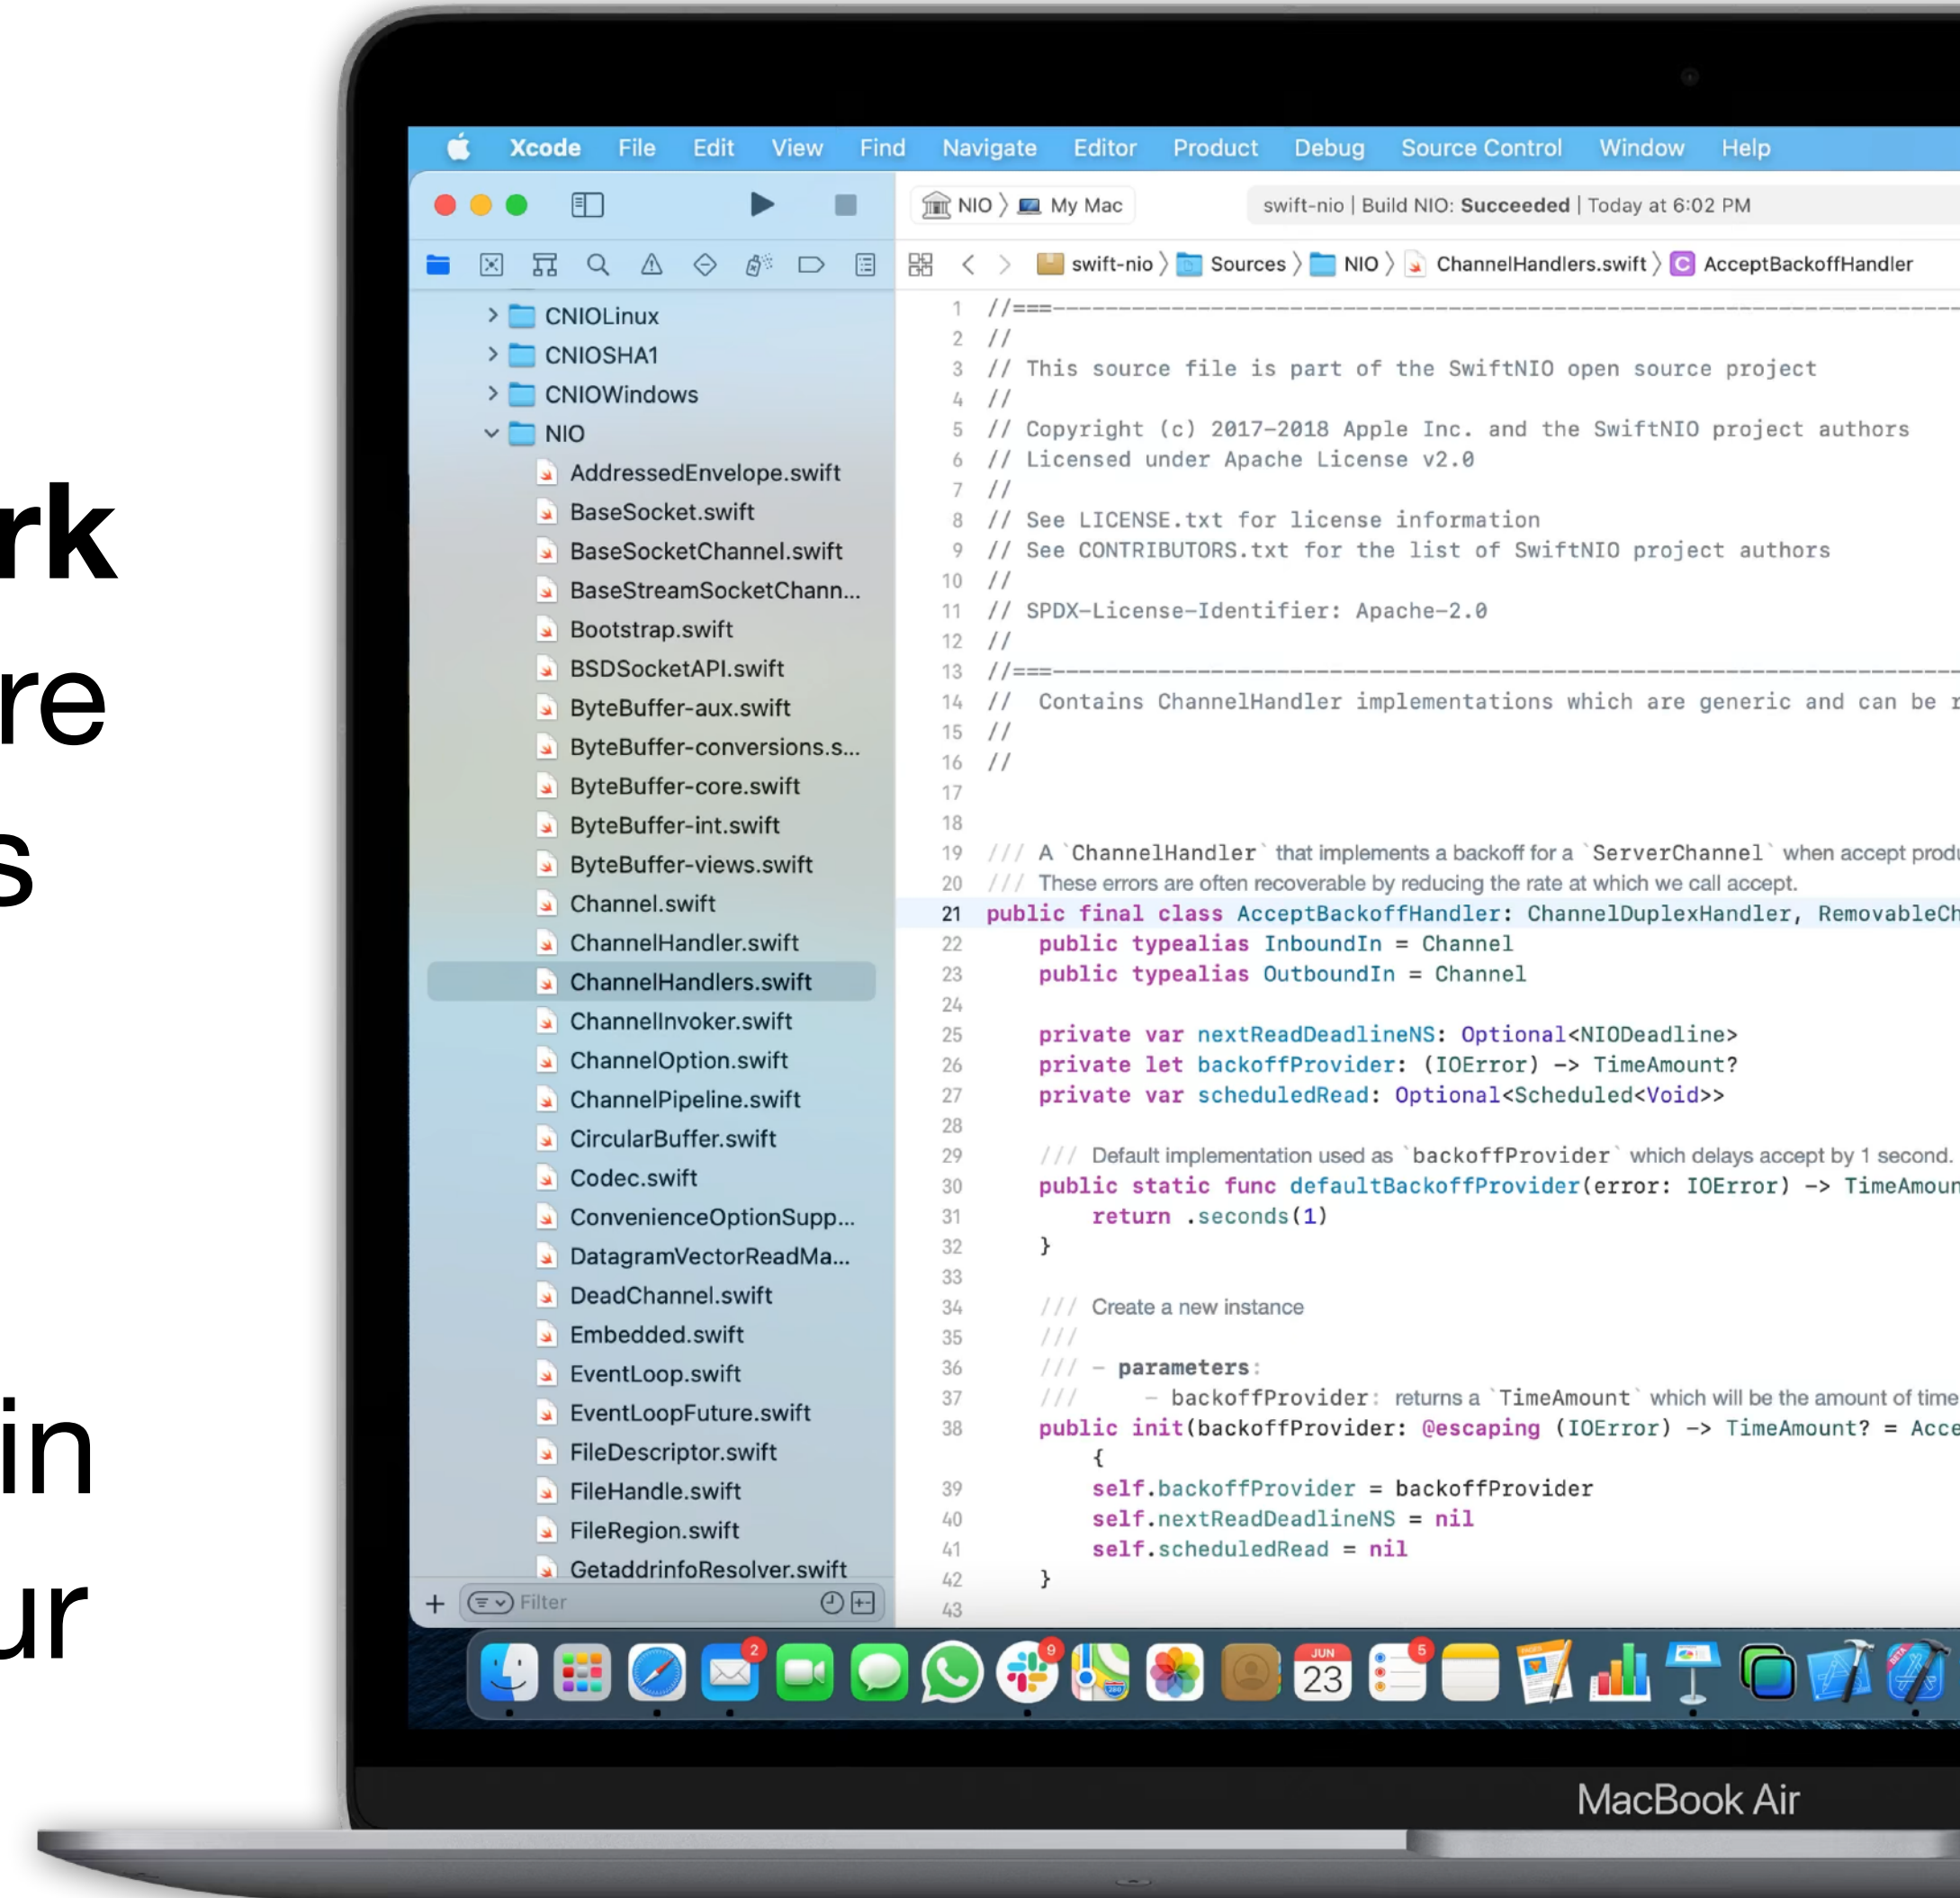 rk
re
s
in
ur
Xcode File Edit View Find Navigate Editor Product Debug Source Control Window Help
NIO 〉 My Mac
swift-nio | Build NIO: Succeeded | Today at 6:02 PM
swift-nio 〉 Sources 〉 NIO 〉 ChannelHandlers.swift 〉 C AcceptBackoffHandler
CNIOLinux
CNIOSHA1
CNIOWindows
NIO
AddressedEnvelope.swift
BaseSocket.swift
BaseSocketChannel.swift
BaseStreamSocketChann...
Bootstrap.swift
BSDSocketAPI.swift
ByteBuffer-aux.swift
ByteBuffer-conversions.s...
ByteBuffer-core.swift
ByteBuffer-int.swift
ByteBuffer-views.swift
Channel.swift
ChannelHandler.swift
ChannelHandlers.swift
ChannelInvoker.swift
ChannelOption.swift
ChannelPipeline.swift
CircularBuffer.swift
Codec.swift
ConvenienceOptionSupp...
DatagramVectorReadMa...
DeadChannel.swift
Embedded.swift
EventLoop.swift
EventLoopFuture.swift
FileDescriptor.swift
FileHandle.swift
FileRegion.swift
GetaddrinfoResolver.swift
Filter
1 //===----------------------------------------------------------------------
2 //
3 // This source file is part of the SwiftNIO open source project
4 //
5 // Copyright (c) 2017-2018 Apple Inc. and the SwiftNIO project authors
6 // Licensed under Apache License v2.0
7 //
8 // See LICENSE.txt for license information
9 // See CONTRIBUTORS.txt for the list of SwiftNIO project authors
10 //
11 // SPDX-License-Identifier: Apache-2.0
12 //
13 //===----------------------------------------------------------------------
14 //  Contains ChannelHandler implementations which are generic and can be r
15 //
16 //
17
18
19 /// A `ChannelHandler` that implements a backoff for a `ServerChannel` when accept produ
20 /// These errors are often recoverable by reducing the rate at which we call accept.
21 public final class AcceptBackoffHandler: ChannelDuplexHandler, RemovableCh
22     public typealias InboundIn = Channel
23     public typealias OutboundIn = Channel
24
25     private var nextReadDeadlineNS: Optional<NIODeadline>
26     private let backoffProvider: (IOError) -> TimeAmount?
27     private var scheduledRead: Optional<Scheduled<Void>>
28
29     /// Default implementation used as `backoffProvider` which delays accept by 1 second.
30     public static func defaultBackoffProvider(error: IOError) -> TimeAmoun
31         return .seconds(1)
32     }
33
34     /// Create a new instance
35     ///
36     /// - parameters:
37     ///     - backoffProvider: returns a `TimeAmount` which will be the amount of time
38     public init(backoffProvider: @escaping (IOError) -> TimeAmount? = Acce
        {
39         self.backoffProvider = backoffProvider
40         self.nextReadDeadlineNS = nil
41         self.scheduledRead = nil
42     }
43
2
9
JUN
23
5
MacBook Air